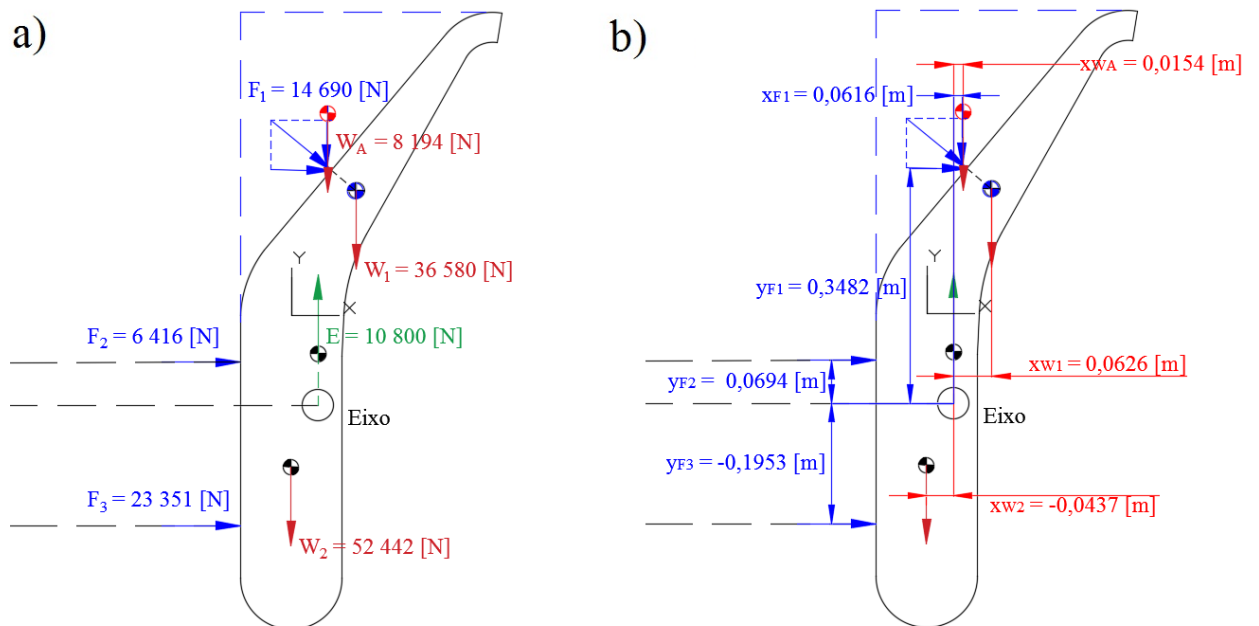 a)
F₁ = 14 690 [N]
W_A = 8 194 [N]
W₁ = 36 580 [N]
Y
X
E = 10 800 [N]
F₂ = 6 416 [N]
Eixo
F₃ = 23 351 [N]
W₂ = 52 442 [N]
b)
xWA = 0,0154 [m]
xF1 = 0,0616 [m]
yF1 = 0,3482 [m]
Y
X
xW1 = 0,0626 [m]
yF2 = 0,0694 [m]
Eixo
yF3 = -0,1953 [m]
xW2 = -0,0437 [m]